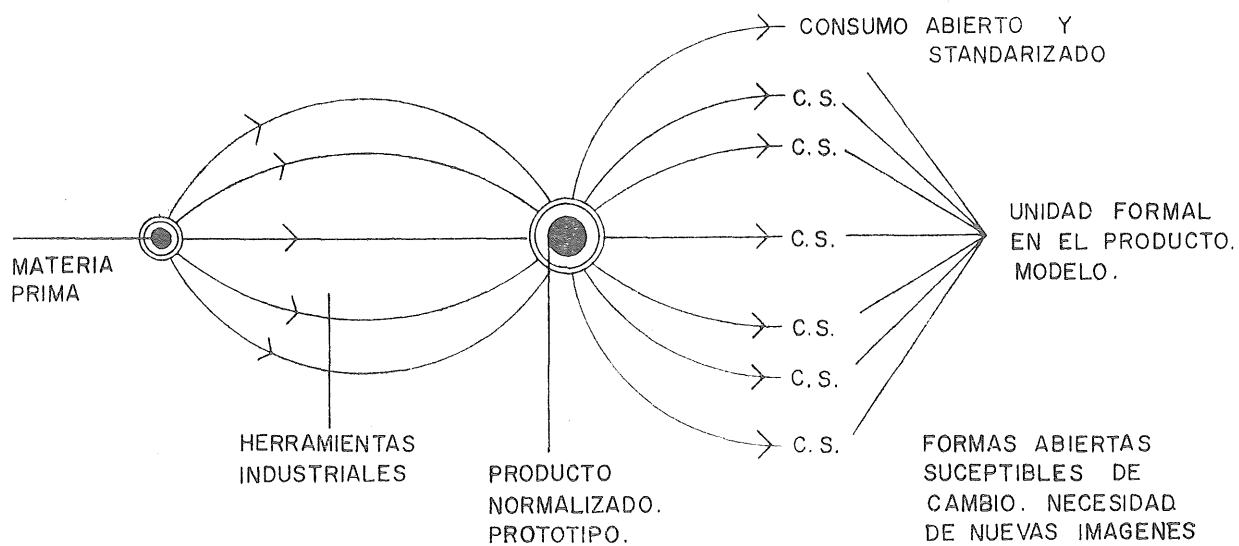 CONSUMO ABIERTO Y
STANDARIZADO
C.S.
C.S.
C.S.
C.S.
C.S.
C.S.
MATERIA
PRIMA
HERRAMIENTAS
INDUSTRIALES
PRODUCTO
NORMALIZADO.
PROTOTIPO.
UNIDAD FORMAL
EN EL PRODUCTO.
MODELO.
FORMAS ABIERTAS
SUCEPTIBLES DE
CAMBIO. NECESIDAD
DE NUEVAS IMAGENES